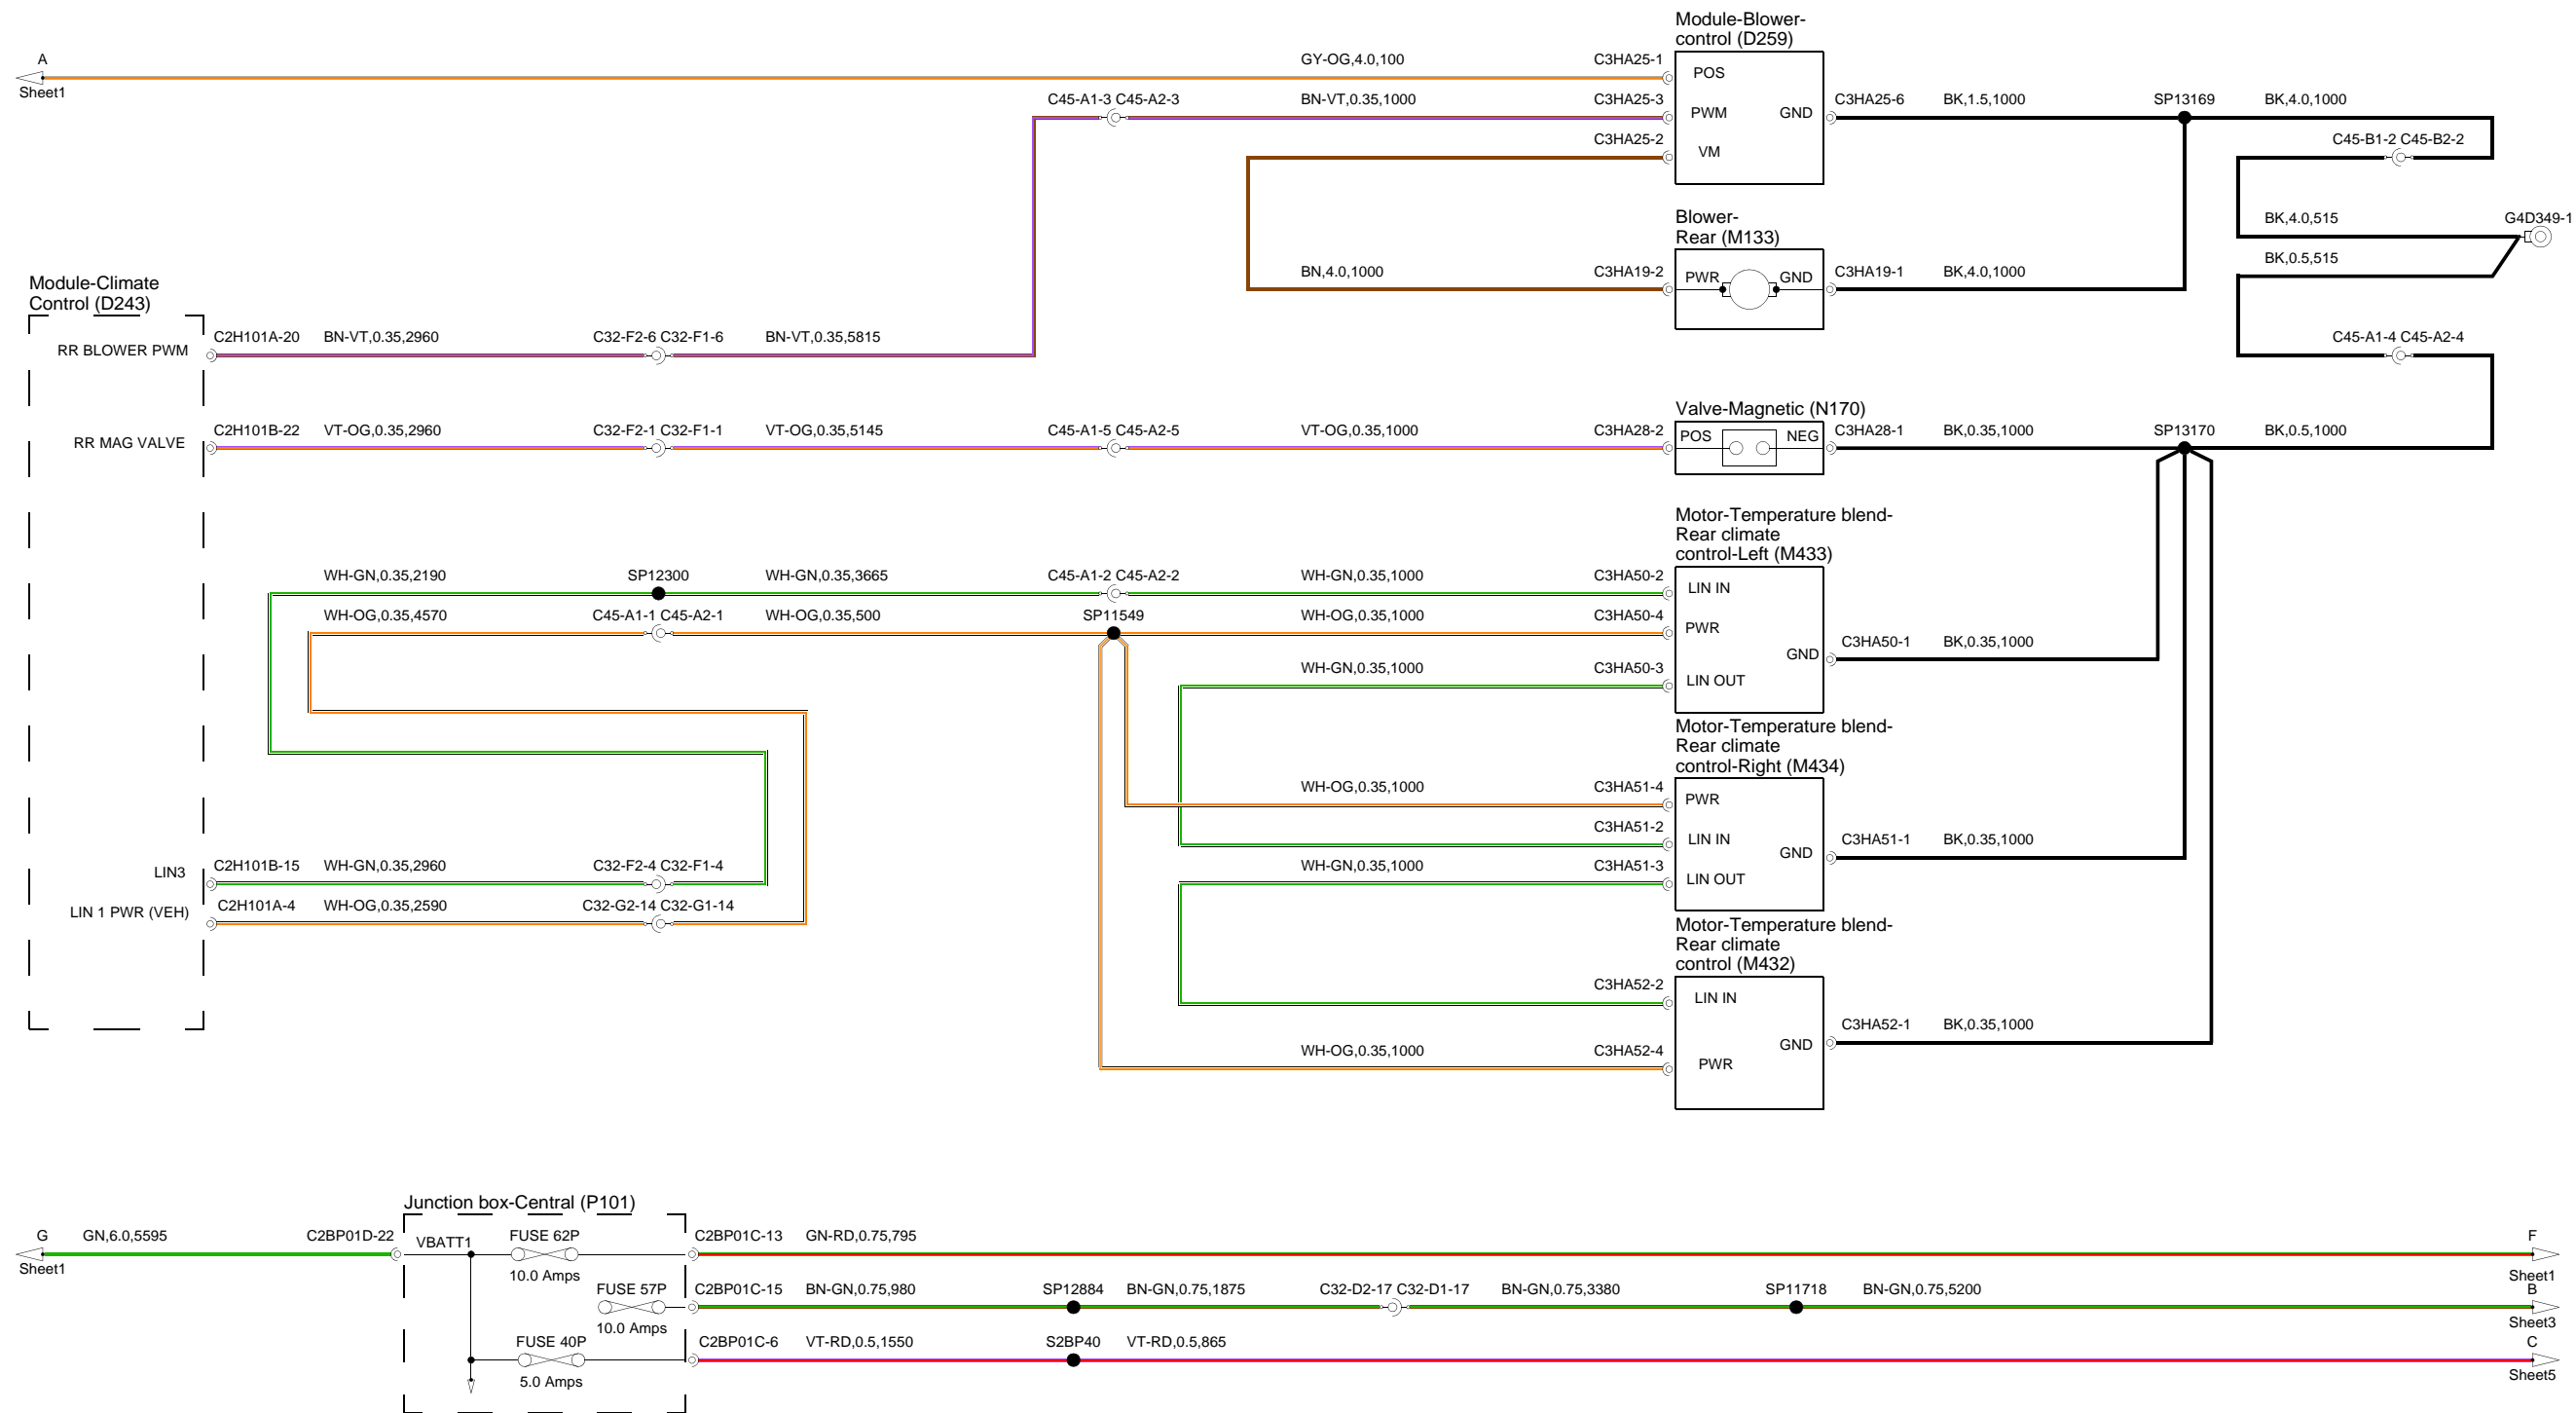 Module-Blower-
control (D259)
A
GY-OG,4.0,100
C3HA25-1
POS
Sheet1
C45-A1-3 C45-A2-3
BN-VT,0.35,1000
C3HA25-3
PWM
GND
C3HA25-6
BK,1.5,1000
SP13169
BK,4.0,1000
C3HA25-2
VM
C45-B1-2 C45-B2-2
Blower-
Rear (M133)
BK,4.0,515
G4D349-1
BK,0.5,515
BN,4.0,1000
C3HA19-2
PWR
GND
C3HA19-1
BK,4.0,1000
Module-Climate
Control (D243)
RR BLOWER PWM
C2H101A-20
BN-VT,0.35,2960
C32-F2-6 C32-F1-6
BN-VT,0.35,5815
C45-A1-4 C45-A2-4
Valve-Magnetic (N170)
RR MAG VALVE
C2H101B-22
VT-OG,0.35,2960
C32-F2-1 C32-F1-1
VT-OG,0.35,5145
C45-A1-5 C45-A2-5
VT-OG,0.35,1000
C3HA28-2
POS
NEG
C3HA28-1
BK,0.35,1000
SP13170
BK,0.5,1000
Motor-Temperature blend-
Rear climate
control-Left (M433)
WH-GN,0.35,2190
SP12300
WH-GN,0.35,3665
C45-A1-2 C45-A2-2
WH-GN,0.35,1000
C3HA50-2
LIN IN
WH-OG,0.35,4570
C45-A1-1 C45-A2-1
WH-OG,0.35,500
SP11549
WH-OG,0.35,1000
C3HA50-4
PWR
GND
C3HA50-1
BK,0.35,1000
WH-GN,0.35,1000
C3HA50-3
LIN OUT
Motor-Temperature blend-
Rear climate
control-Right (M434)
WH-OG,0.35,1000
C3HA51-4
PWR
C3HA51-2
LIN IN
GND
C3HA51-1
BK,0.35,1000
LIN3
C2H101B-15
WH-GN,0.35,2960
C32-F2-4 C32-F1-4
WH-GN,0.35,1000
C3HA51-3
LIN OUT
LIN 1 PWR (VEH)
C2H101A-4
WH-OG,0.35,2590
C32-G2-14 C32-G1-14
Motor-Temperature blend-
Rear climate
control (M432)
C3HA52-2
LIN IN
GND
C3HA52-1
BK,0.35,1000
WH-OG,0.35,1000
C3HA52-4
PWR
Junction box-Central (P101)
G
GN,6.0,5595
C2BP01D-22
VBATT1
FUSE 62P
C2BP01C-13
GN-RD,0.75,795
F
Sheet1
10.0 Amps
Sheet1
FUSE 57P
C2BP01C-15
BN-GN,0.75,980
SP12884
BN-GN,0.75,1875
C32-D2-17 C32-D1-17
BN-GN,0.75,3380
SP11718
BN-GN,0.75,5200
B
10.0 Amps
Sheet3
FUSE 40P
C2BP01C-6
VT-RD,0.5,1550
S2BP40
VT-RD,0.5,865
C
5.0 Amps
Sheet5